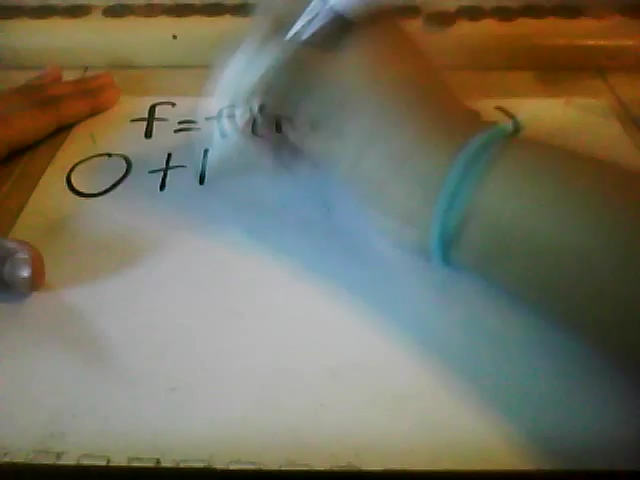 f =
0 + 1